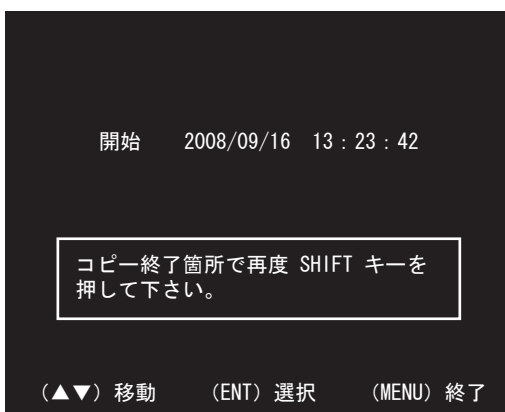 開始 2008/09/16 13：23：42
コピー終了箇所で再度 SHIFT キーを
押して下さい。
（▲▼）移動 （ENT）選択 （MENU）終了